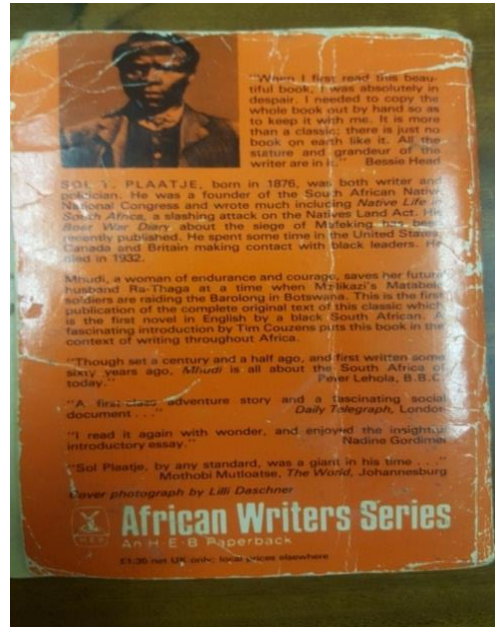 "When I first read this beau-
tiful book, I was absolutely in
despair. I needed to copy the
whole book out by hand so as
to keep it with me. It is more
than a classic; there is just no
book on earth like it. All the
stature and grandeur of the
writer are in it." Bessie Head
SOL T. PLAATJE, born in 1876, was both writer and
politician. He was a founder of the South African Native
National Congress and wrote much including Native Life in
South Africa, a slashing attack on the Natives Land Act. His
Boer War Diary about the siege of Mafeking has been
recently published. He spent some time in the United States,
Canada and Britain making contact with black leaders. He
died in 1932.
Mhudi, a woman of endurance and courage, saves her future
husband Ra-Thaga at a time when Mzilikazi's Matabele
soldiers are raiding the Barolong in Botswana. This is the first
publication of the complete original text of this classic which
is the first novel in English by a black South African. A
fascinating introduction by Tim Couzens puts this book in the
context of writing throughout Africa.
"Though set a century and a half ago, and first written some
sixty years ago, Mhudi is all about the South Africa of
today." Peter Lehola, B.B.C.
"A first-class adventure story and a fascinating social
document . . ." Daily Telegraph, London
"I read it again with wonder, and enjoyed the insightful
introductory essay." Nadine Gordimer
"Sol Plaatje, by any standard, was a giant in his time . . ."
Mothobi Mutloatse, The World, Johannesburg
Cover photograph by Lilli Daschner
HEB
African Writers Series
An H·E·B Paperback
£1.35 net UK only; local prices elsewhere